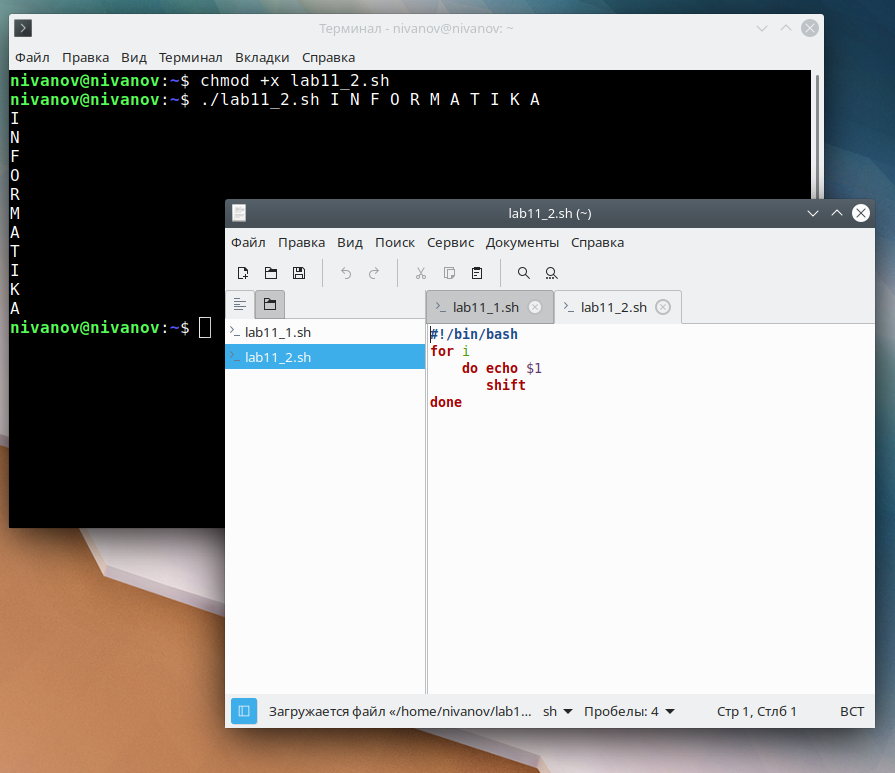 Терминал - nivanov@nivanov: ~
Файл Правка Вид Терминал Вкладки Справка
nivanov@nivanov:~$ chmod +x lab11_2.sh
nivanov@nivanov:~$ ./lab11_2.sh I N F O R M A T I K A
I
N
F
O
R
M
A
T
I
K
A
nivanov@nivanov:~$
lab11_2.sh (~)
Файл Правка Вид Поиск Сервис Документы Справка
lab11_1.sh lab11_2.sh
lab11_1.sh
lab11_2.sh
#!/bin/bash
for i
    do echo $1
       shift
done
Загружается файл «/home/nivanov/lab1... sh Пробелы: 4 Стр 1, Стлб 1 ВСТ